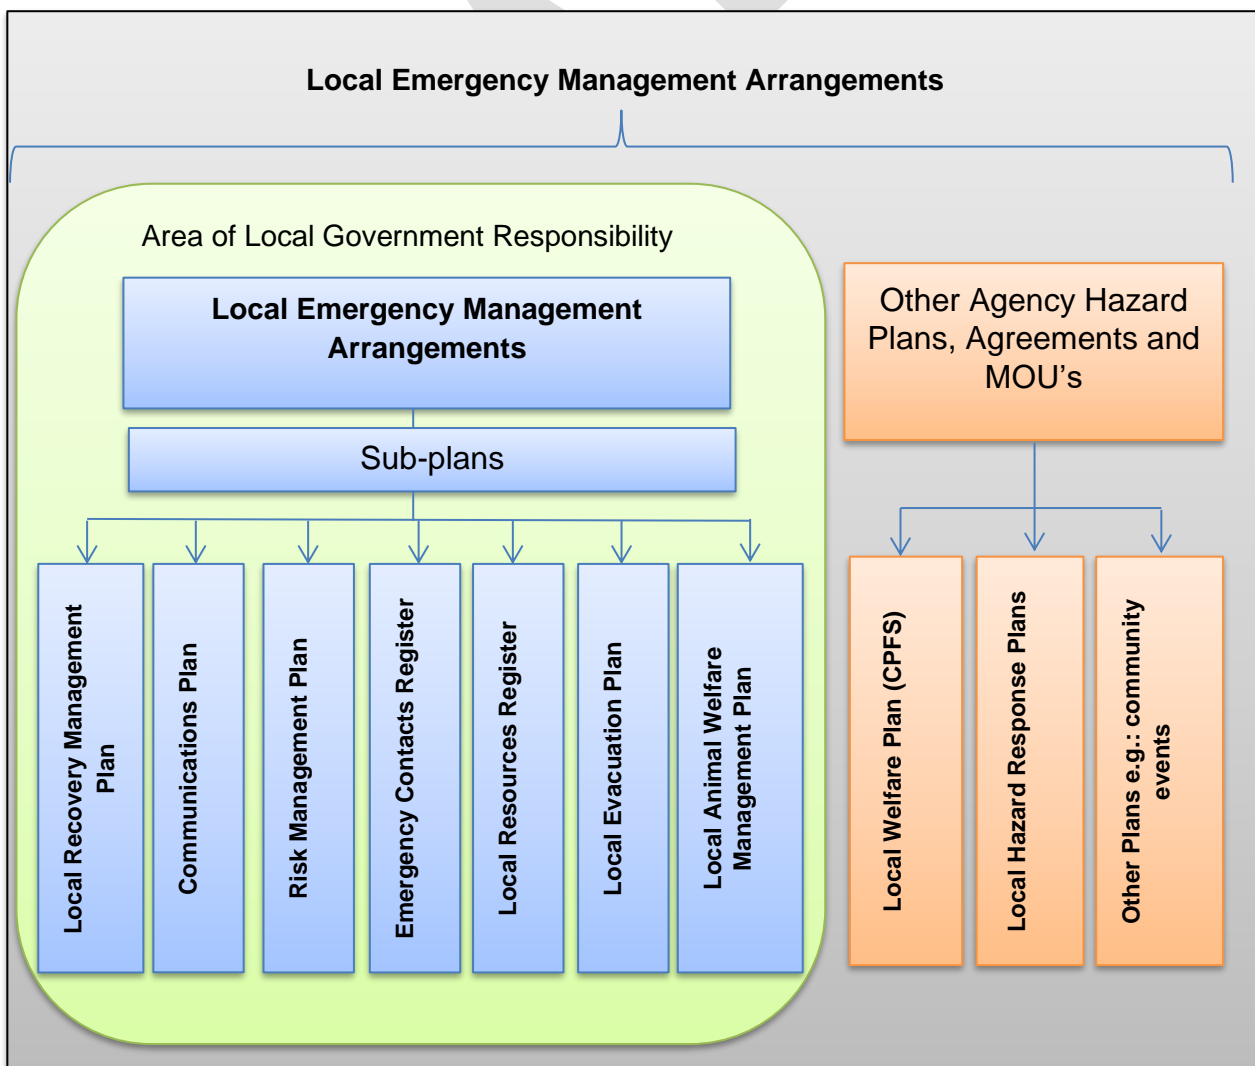 Local Emergency Management Arrangements
Area of Local Government Responsibility
Local Emergency Management
Arrangements
Sub-plans
Local Recovery Management
Plan
Communications Plan
Risk Management Plan
Emergency Contacts Register
Local Resources Register
Local Evacuation Plan
Local Animal Welfare
Management Plan
Other Agency Hazard
Plans, Agreements and
MOU's
Local Welfare Plan (CPFS)
Local Hazard Response Plans
Other Plans e.g.: community
events